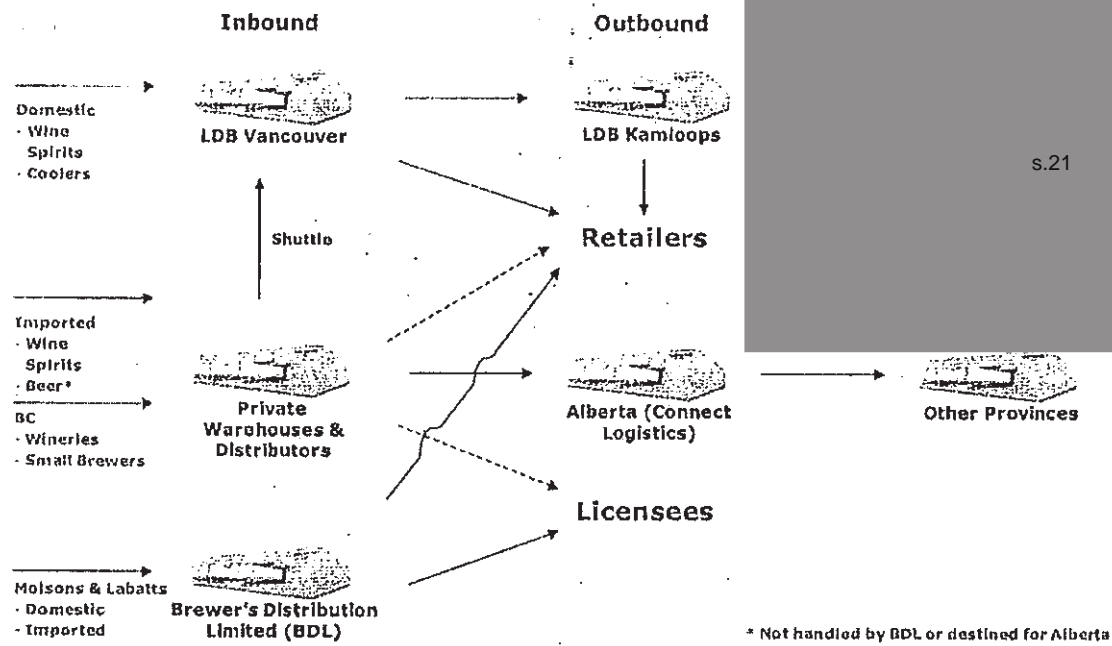 Inbound
Outbound
Domestic
- Wine
Spirits
- Coolers
LDB Vancouver
LDB Kamloops
s.21
Shuttle
Retailers
Imported
- Wine
Spirits
- Beer*
BC
- Wineries
- Small Brewers
Private
Warehouses &
Distributors
Alberta (Connect
Logistics)
Other Provinces
Licensees
Molsons & Labatts
- Domestic
- Imported
Brewer's Distribution
Limited (BDL)
* Not handled by BDL or destined for Alberta